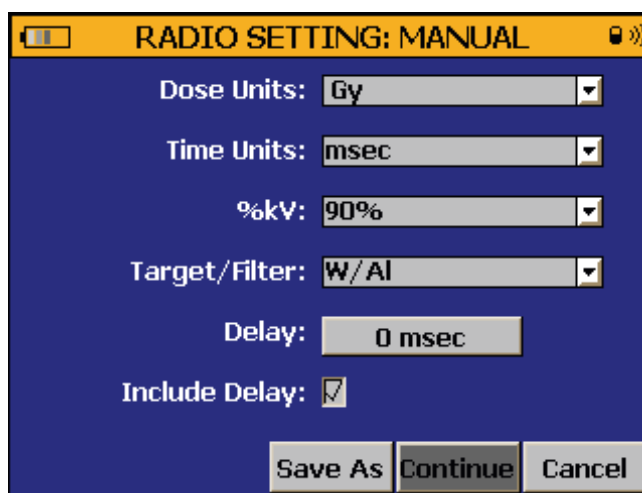 RADIO SETTING: MANUAL
Dose Units: Gy
Time Units: msec
%kV: 90%
Target/Filter: W/Al
Delay: 0 msec
Include Delay:
Save As Continue Cancel